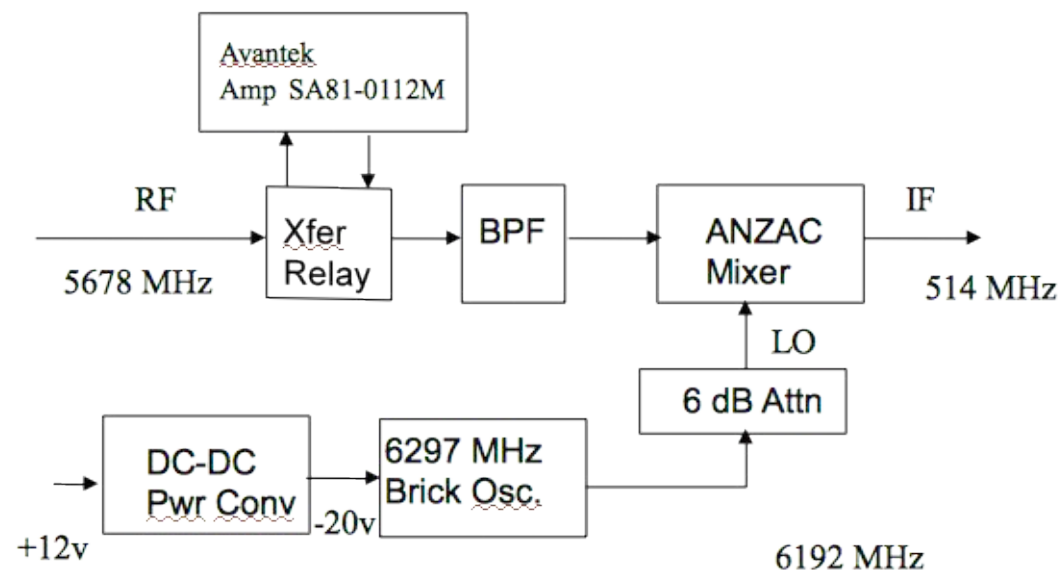 Avantek
Amp SA81-0112M
RF
Xfer
Relay
BPF
ANZAC
Mixer
IF
5678 MHz
514 MHz
LO
6 dB Attn
DC-DC
Pwr Conv
6297 MHz
Brick Osc.
+12v
-20v
6192 MHz